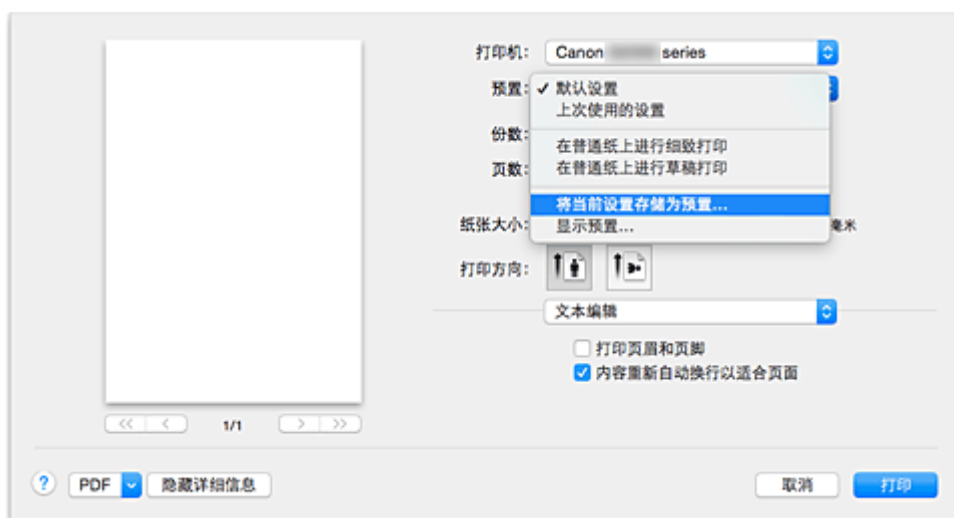 打印机: Canon series
预置: ✓ 默认设置
上次使用的设置
份数:
在普通纸上进行细致打印
页数: 在普通纸上进行草稿打印
将当前设置存储为预置...
纸张大小: 显示预置... 毫米
打印方向:
文本编辑
打印页眉和页脚
内容重新自动换行以适合页面
<< < 1/1 > >>
? PDF 隐藏详细信息 取消 打印